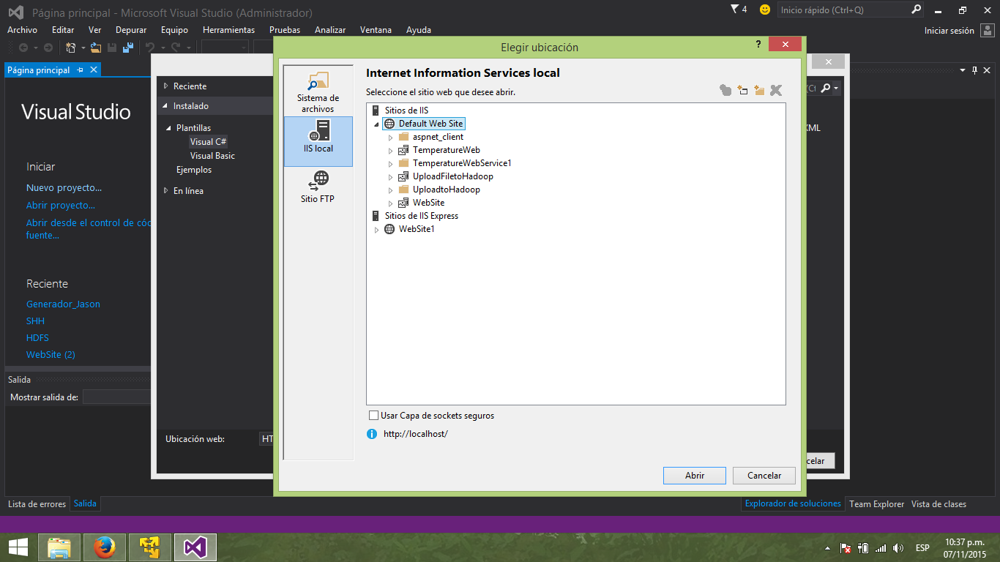 Página principal - Microsoft Visual Studio (Administrador)
4
Inicio rápido (Ctrl+Q)
Archivo Editar Ver Depurar Equipo Herramientas Pruebas Analizar Ventana Ayuda
Iniciar sesión
Página principal
Visual Studio
Iniciar
Nuevo proyecto...
Abrir proyecto...
Abrir desde el control de cód
fuente...
Reciente
Generador_Jason
SHH
HDFS
WebSite (2)
Salida
Mostrar salida de:
Reciente
Instalado
Plantillas
Visual C#
Visual Basic
Ejemplos
En línea
Ubicación web:
HT
Elegir ubicación
?
Sistema de
archivos
IIS local
Sitio FTP
Internet Information Services local
Seleccione el sitio web que desee abrir.
Sitios de IIS
Default Web Site
aspnet_client
TemperatureWeb
TemperatureWebService1
UploadFiletoHadoop
UploadtoHadoop
WebSite
Sitios de IIS Express
WebSite1
Usar Capa de sockets seguros
http://localhost/
Abrir
Cancelar
(Ct
XML
celar
Lista de errores Salida
Explorador de soluciones Team Explorer Vista de clases
ESP
10:37 p.m.
07/11/2015